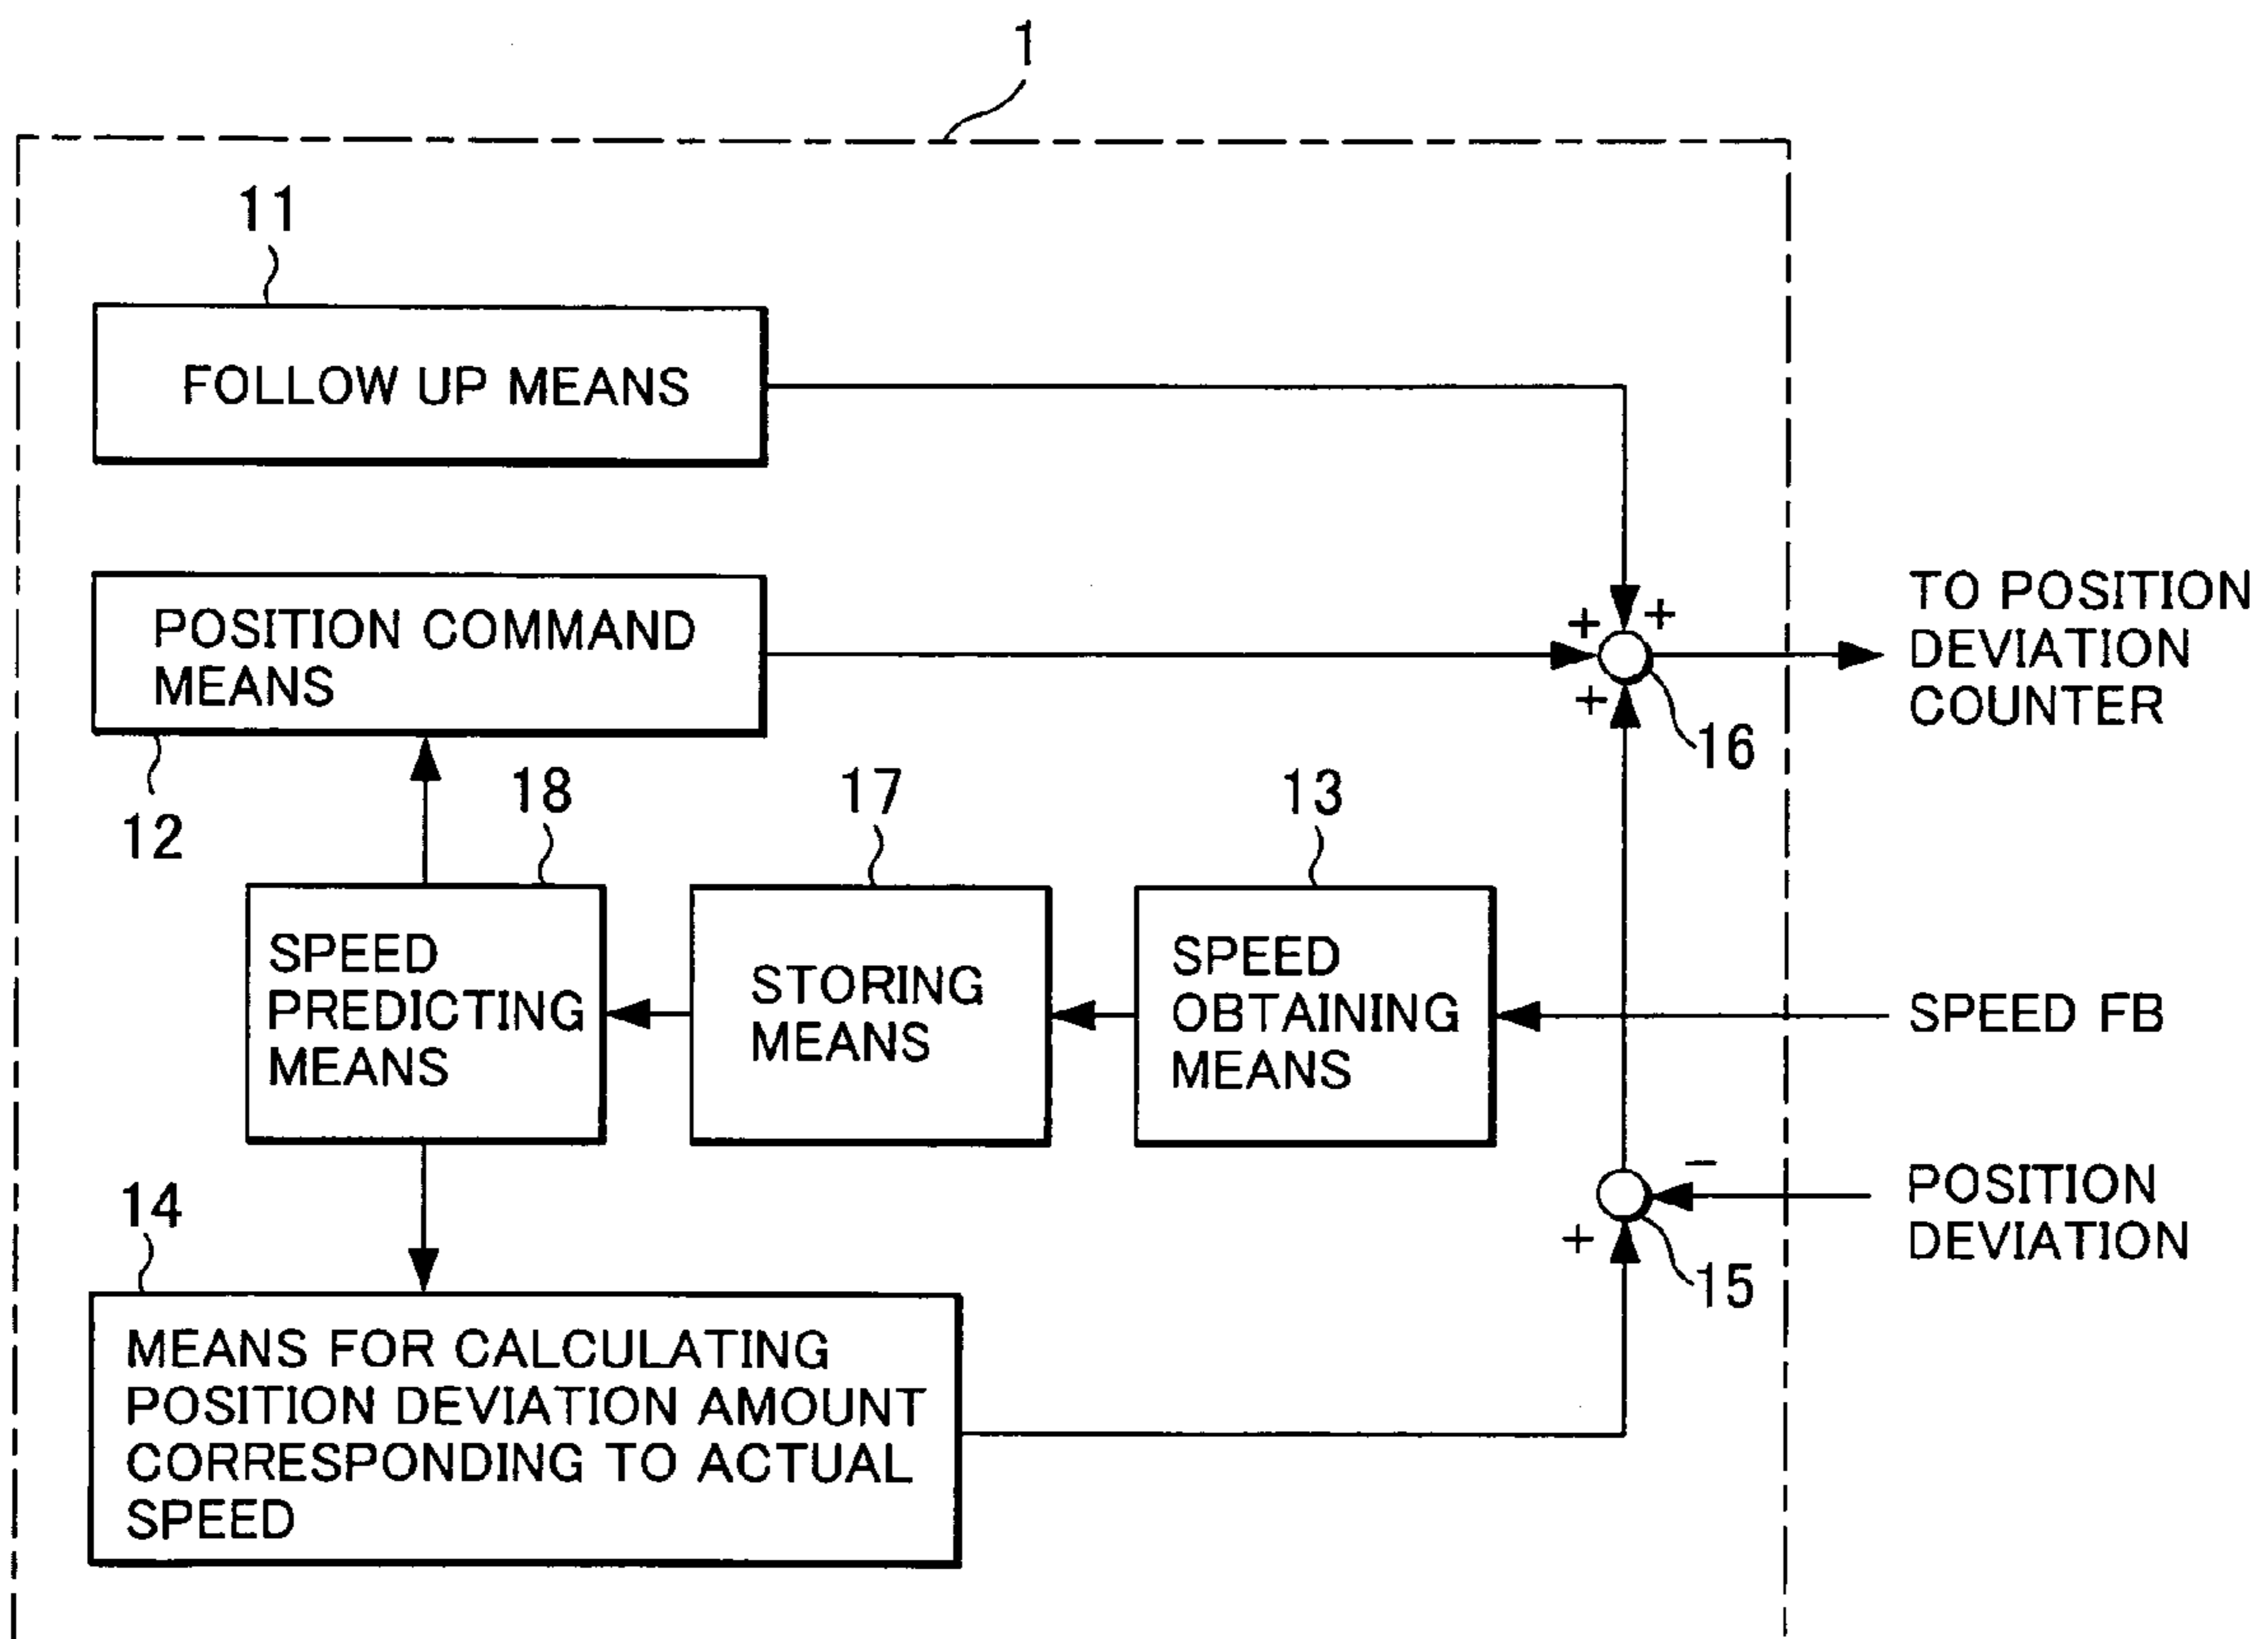 1
11
FOLLOW UP MEANS
POSITION COMMAND
MEANS
12
+
+
+
16
TO POSITION
DEVIATION
COUNTER
18
17
13
SPEED
PREDICTING
MEANS
STORING
MEANS
SPEED
OBTAINING
MEANS
SPEED FB
14
−
+
15
POSITION
DEVIATION
MEANS FOR CALCULATING
POSITION DEVIATION AMOUNT
CORRESPONDING TO ACTUAL
SPEED